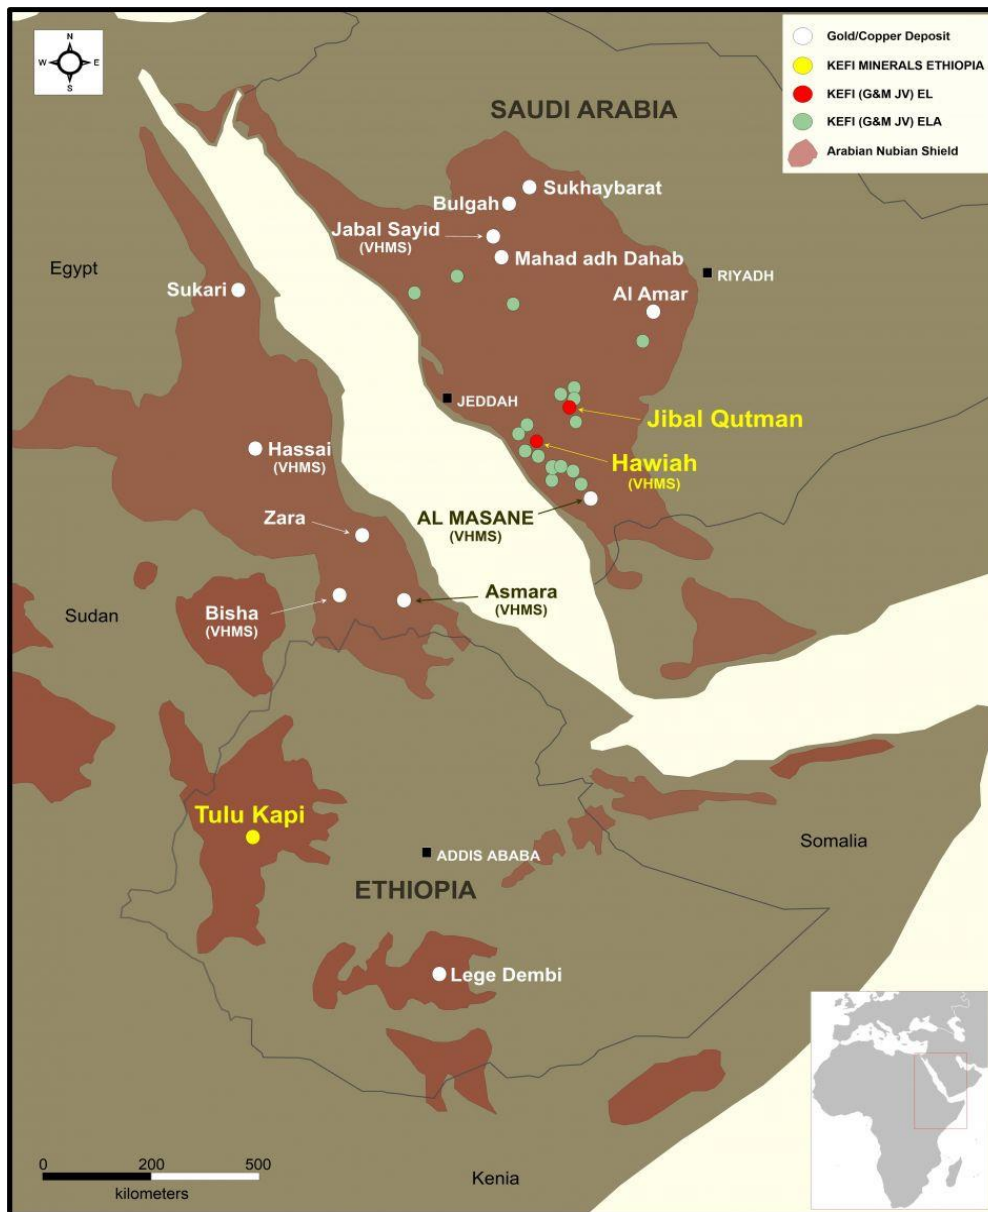 N
W E
S
Gold/Copper Deposit
KEFI MINERALS ETHIOPIA
KEFI (G&M JV) EL
KEFI (G&M JV) ELA
Arabian Nubian Shield
SAUDI ARABIA
Sukhaybarat
Bulgah
Jabal Sayid
(VHMS)
Mahad adh Dahab
Egypt
RIYADH
Sukari
Al Amar
JEDDAH
Jibal Qutman
Hassai
(VHMS)
Hawiah
(VHMS)
Zara
AL MASANE
(VHMS)
Sudan
Bisha
(VHMS)
Asmara
(VHMS)
Tulu Kapi
Somalia
ADDIS ABABA
ETHIOPIA
Lege Dembi
0 200 500
kilometers
Kenia